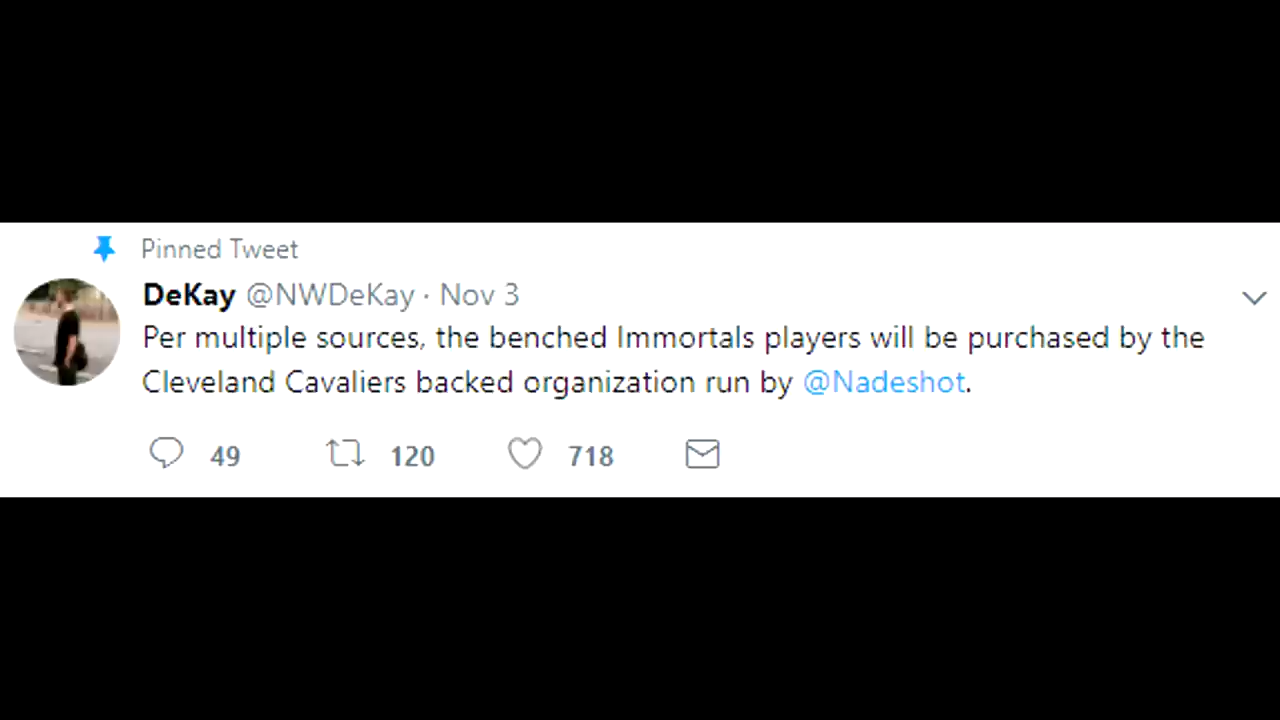 Pinned Tweet
DeKay @NWDeKay · Nov 3
Per multiple sources, the benched Immortals players will be purchased by the
Cleveland Cavaliers backed organization run by @Nadeshot.
49 120 718